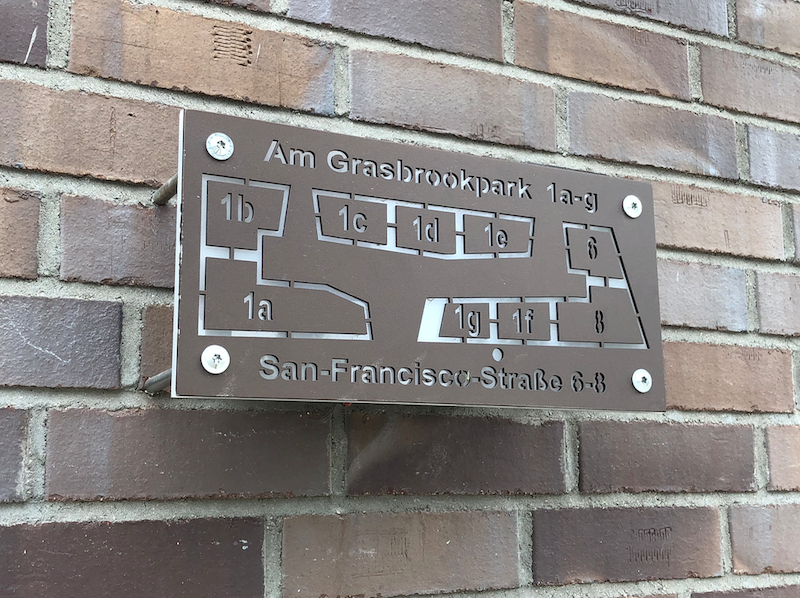 Am Grasbrookpark 1a-g
1b 1c 1d 1e 6
1a 1g 1f 8
San-Francisco-Straße 6-8